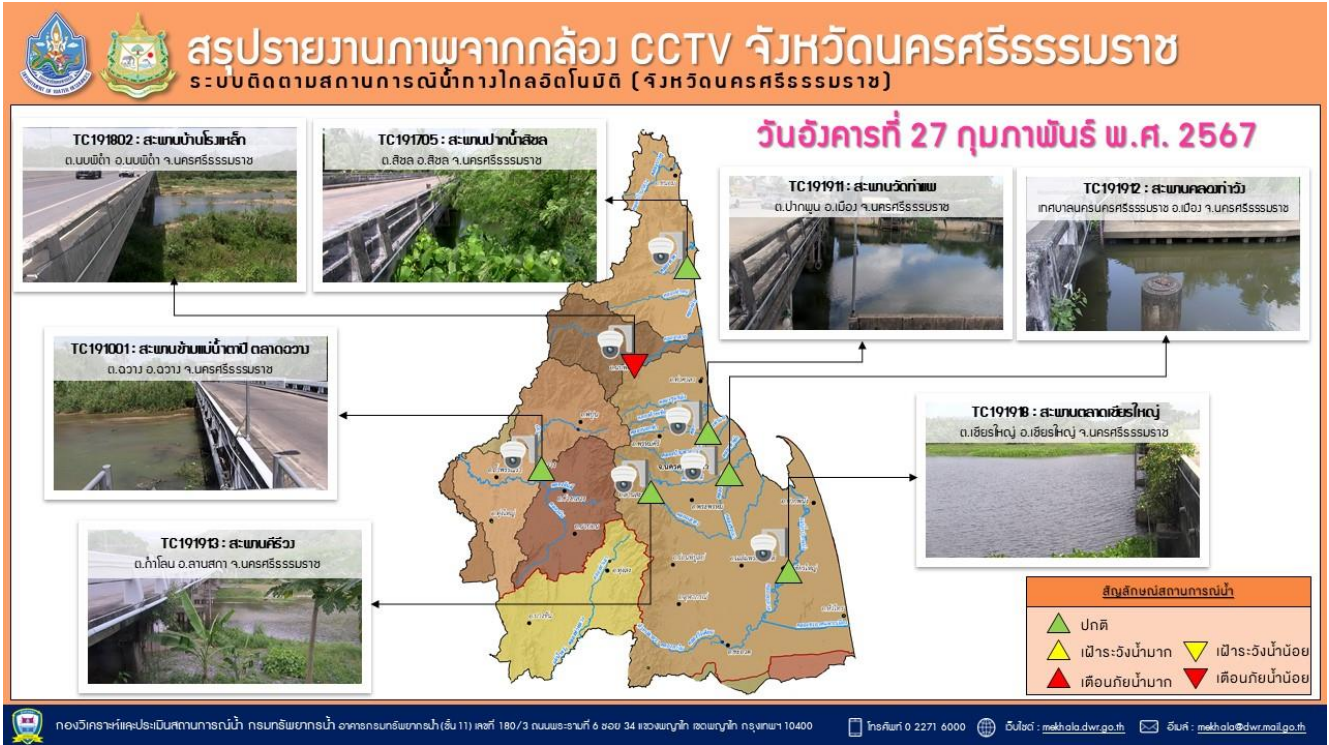 สรุปรายงานภาพจากกล้อง CCTV จังหวัดนครศรีธรรมราช
ระบบติดตามสถานการณ์น้ำทางไกลอัตโนมัติ (จังหวัดนครศรีธรรมราช)
วันอังคารที่ 27 กุมภาพันธ์ พ.ศ. 2567
TC191802 : สะพานบ้านโรงเหล็ก
ต.นบพิตำ อ.นบพิตำ จ.นครศรีธรรมราช
TC191705 : สะพานปากน้ำสิชล
ต.สิชล อ.สิชล จ.นครศรีธรรมราช
TC191911 : สะพานวัดท่าแพ
ต.ปากพูน อ.เมือง จ.นครศรีธรรมราช
TC191912 : สะพานคลองท่าวัง
เทศบาลนครนครศรีธรรมราช อ.เมือง จ.นครศรีธรรมราช
TC191001 : สะพานข้ามแม่น้ำตาปี ตลาดฉวาง
ต.ฉวาง อ.ฉวาง จ.นครศรีธรรมราช
TC191918 : สะพานตลาดเชียรใหญ่
ต.เชียรใหญ่ อ.เชียรใหญ่ จ.นครศรีธรรมราช
TC191913 : สะพานคีรีวง
ต.กำโลน อ.ลานสกา จ.นครศรีธรรมราช
สัญลักษณ์สถานการณ์น้ำ
ปกติ
เฝ้าระวังน้ำมาก เฝ้าระวังน้ำน้อย
เตือนภัยน้ำมาก เตือนภัยน้ำน้อย
กองวิเคราะห์และประเมินสถานการณ์น้ำ กรมทรัพยากรน้ำ อาคารกรมทรัพยากรน้ำ (ชั้น 11) เลขที่ 180/3 ถนนพระรามที่ 6 ซอย 34 แขวงพญาไท เขตพญาไท กรุงเทพฯ 10400 โทรศัพท์ 0 2271 6000 เว็บไซต์ : mekhala.dwr.go.th อีเมล์ : mekhala@dwr.mail.go.th